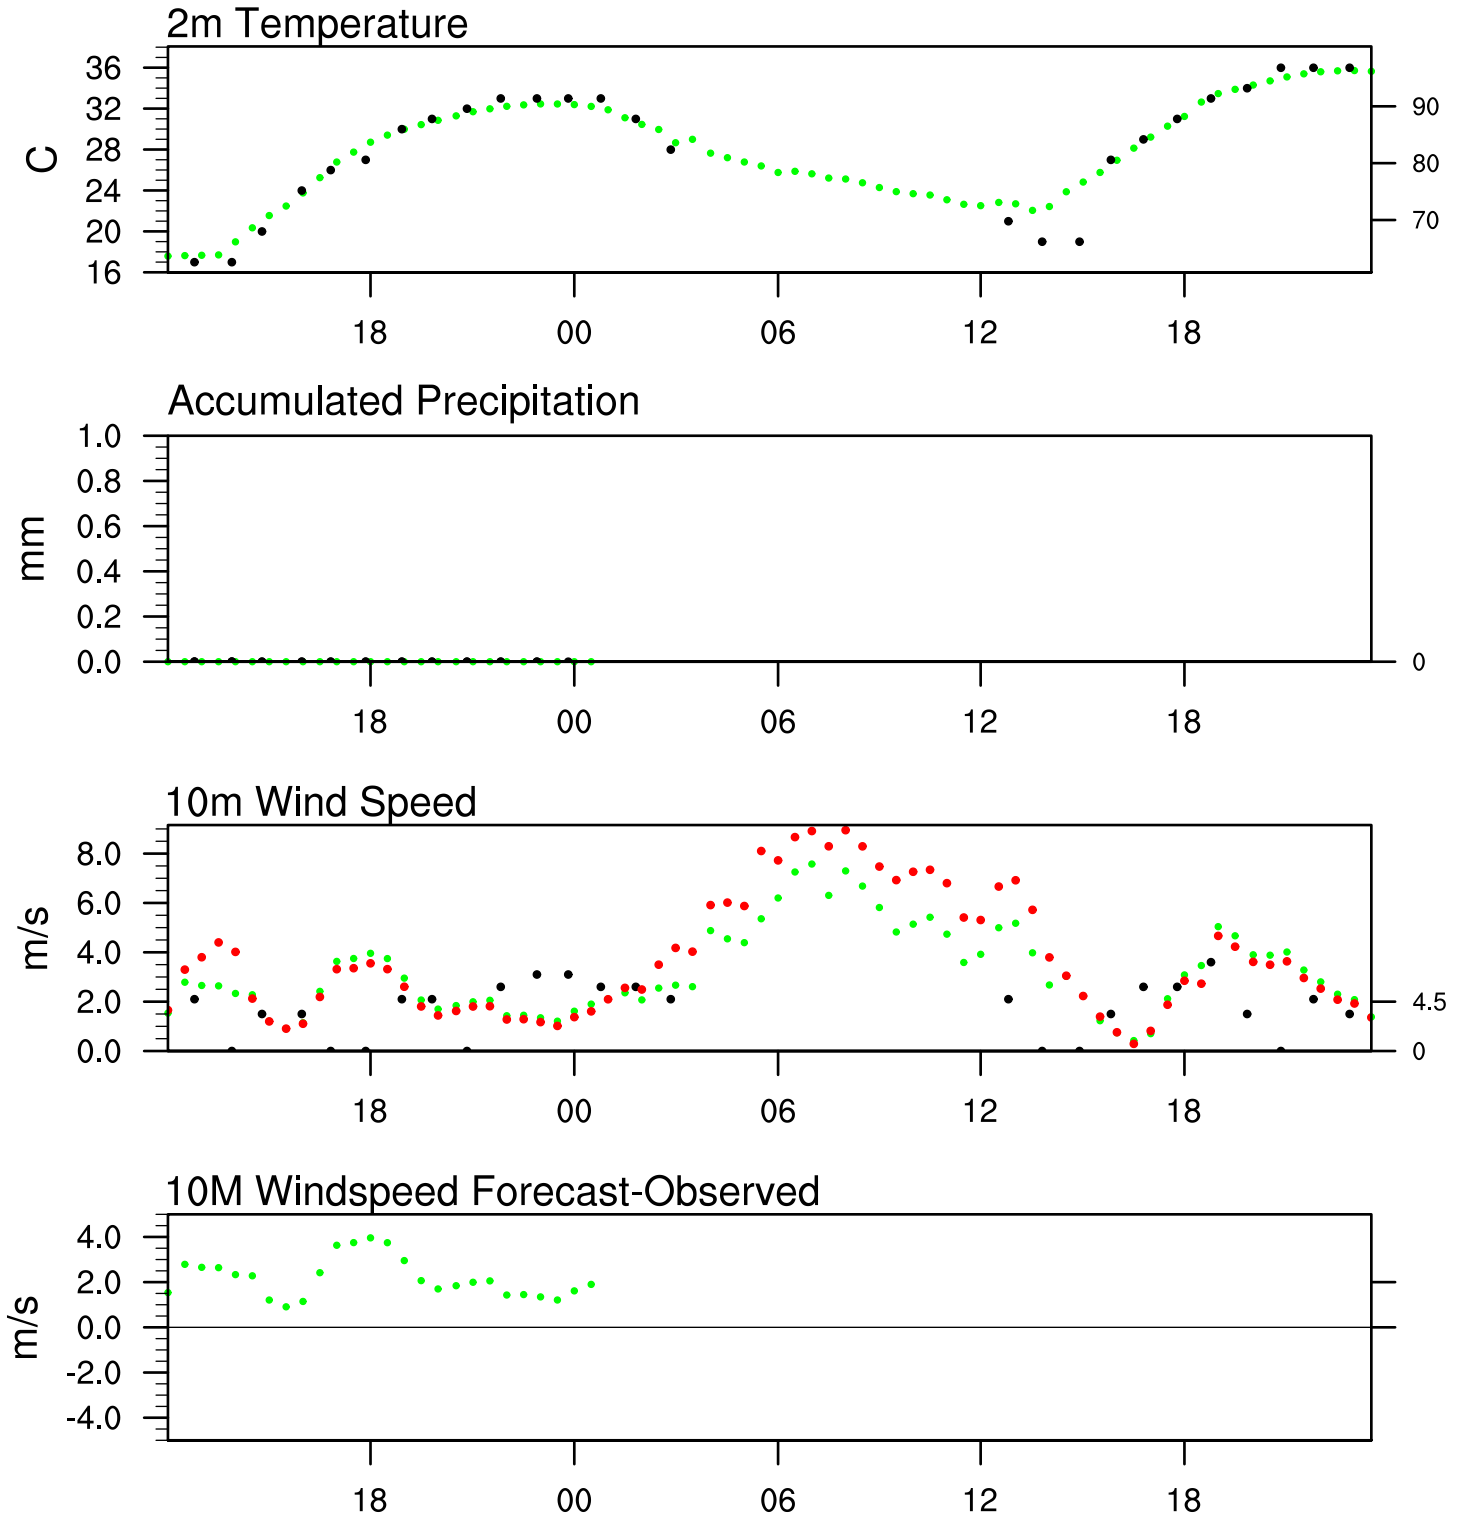 2m Temperature
36
32
28
24
20
16
C
90
80
70
18 00 06 12 18
Accumulated Precipitation
1.0
0.8
0.6
0.4
0.2
0.0
mm
0
18 00 06 12 18
10m Wind Speed
8.0
6.0
4.0
2.0
0.0
m/s
4.5
0
18 00 06 12 18
10M Windspeed Forecast-Observed
4.0
2.0
0.0
-2.0
-4.0
m/s
18 00 06 12 18